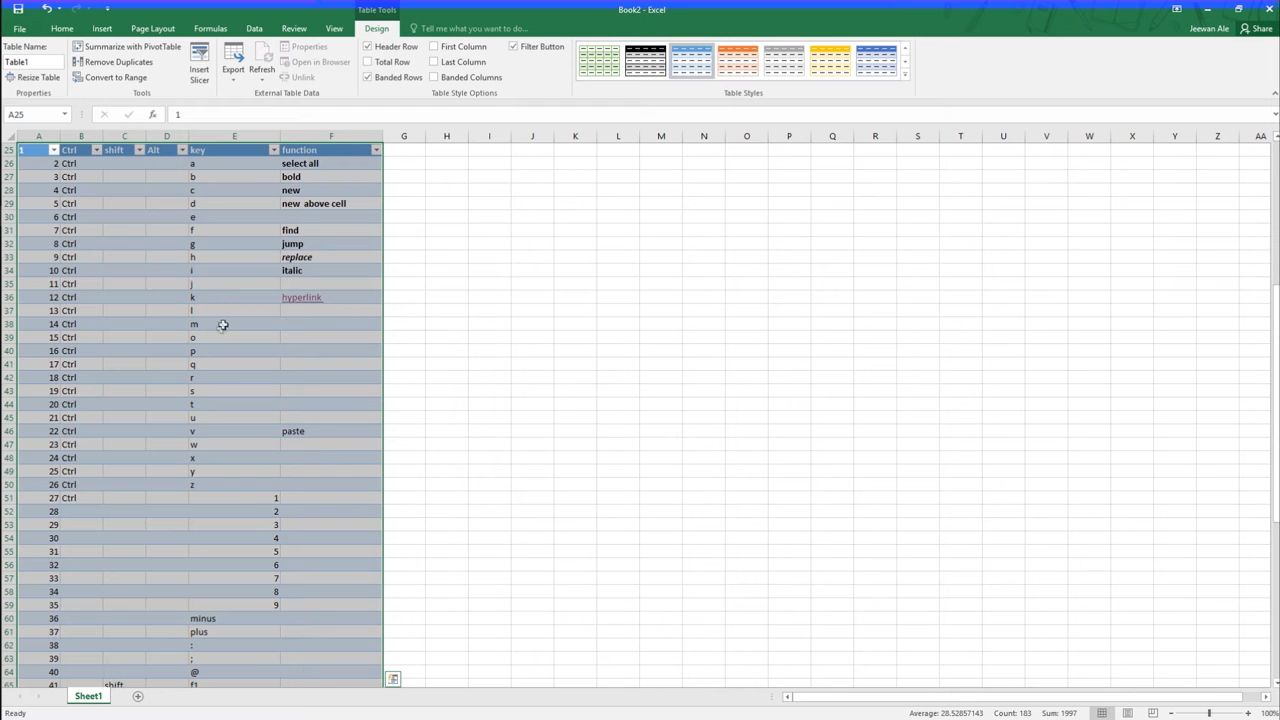 Table Tools
Book2 - Excel
File Home Insert Page Layout Formulas Data Review View Design Tell me what you want to do... Jeewan Ale Share
Table Name:
Table1
Resize Table
Properties
Summarize with PivotTable
Remove Duplicates
Convert to Range
Tools
Insert Slicer
Export Refresh
Properties
Open in Browser
Unlink
External Table Data
Header Row First Column Filter Button
Total Row Last Column
Banded Rows Banded Columns
Table Style Options
Table Styles
A25 fx 1
A B C D E F G H I J K L M N O P Q R S T U V W X Y Z AA
25 1 Ctrl shift Alt key function
26 2 Ctrl a select all
27 3 Ctrl b bold
28 4 Ctrl c new
29 5 Ctrl d new above cell
30 6 Ctrl e
31 7 Ctrl f find
32 8 Ctrl g jump
33 9 Ctrl h replace
34 10 Ctrl i italic
35 11 Ctrl j
36 12 Ctrl k hyperlink
37 13 Ctrl l
38 14 Ctrl m
39 15 Ctrl o
40 16 Ctrl p
41 17 Ctrl q
42 18 Ctrl r
43 19 Ctrl s
44 20 Ctrl t
45 21 Ctrl u
46 22 Ctrl v paste
47 23 Ctrl w
48 24 Ctrl x
49 25 Ctrl y
50 26 Ctrl z
51 27 Ctrl 1
52 28 2
53 29 3
54 30 4
55 31 5
56 32 6
57 33 7
58 34 8
59 35 9
60 36 minus
61 37 plus
62 38 :
63 39 ;
64 40 @
65 41 shift f1
Sheet1
Ready Average: 28.52857143 Count: 183 Sum: 1997 100%